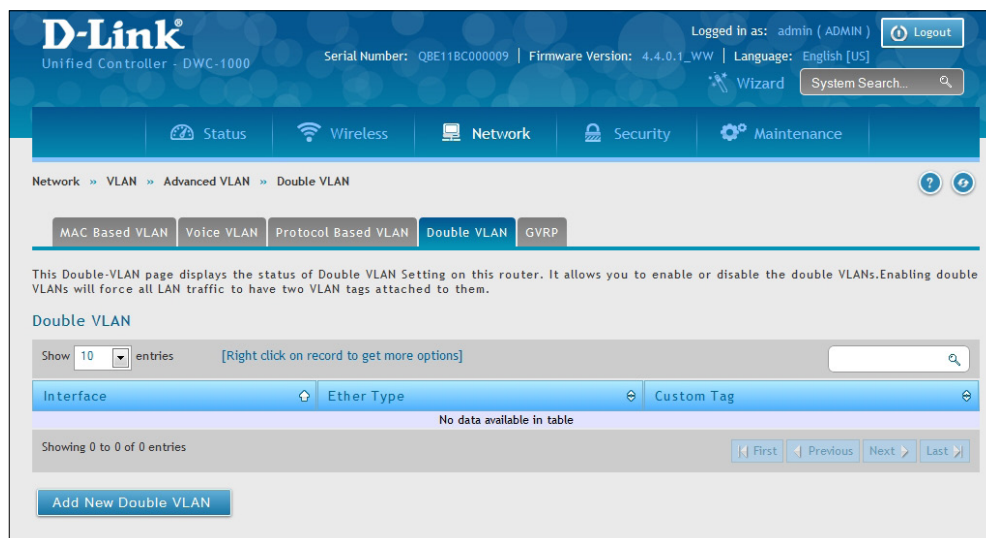 D-Link®
Unified Controller - DWC-1000
Logged in as: admin ( ADMIN )
Logout
Serial Number: QBE11BC000009 | Firmware Version: 4.4.0.1_WW | Language: English [US]
Wizard
System Search...
Status
Wireless
Network
Security
Maintenance
Network » VLAN » Advanced VLAN » Double VLAN
?
MAC Based VLAN
Voice VLAN
Protocol Based VLAN
Double VLAN
GVRP
This Double-VLAN page displays the status of Double VLAN Setting on this router. It allows you to enable or disable the double VLANs.Enabling double
VLANs will force all LAN traffic to have two VLAN tags attached to them.
Double VLAN
Show 10 entries
[Right click on record to get more options]
Interface
Ether Type
Custom Tag
No data available in table
Showing 0 to 0 of 0 entries
First
Previous
Next
Last
Add New Double VLAN